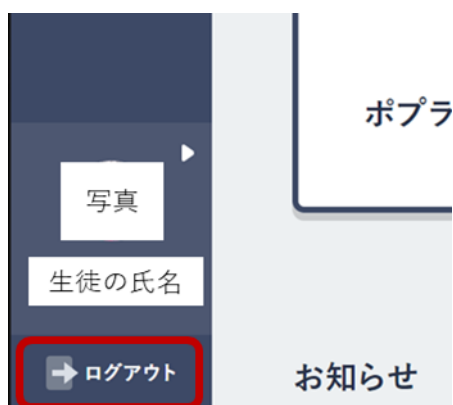 ポプラ
写真
生徒の氏名
ログアウト
お知らせ